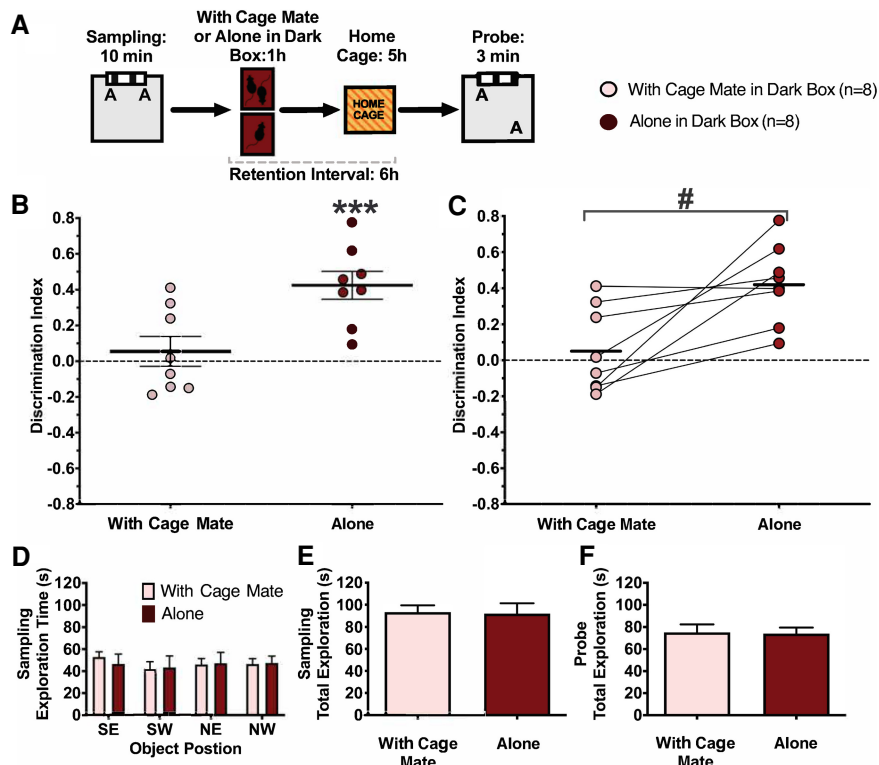 A
Sampling:
10 min
With Cage Mate
or Alone in Dark
Box:1h
Home
Cage: 5h
Probe:
3 min
A A
HOME
CAGE
A
A
Retention Interval: 6h
With Cage Mate in Dark Box (n=8)
Alone in Dark Box (n=8)
B
***
Discrimination Index
0.8
0.6
0.4
0.2
0.0
-0.2
-0.4
-0.6
-0.8
With Cage Mate Alone
C
#
Discrimination Index
0.8
0.6
0.4
0.2
0.0
-0.2
-0.4
-0.6
-0.8
With Cage Mate Alone
D
Sampling
Exploration Time (s)
120
100
80
60
40
20
0
With Cage Mate
Alone
SE SW NE NW
Object Postion
E
Sampling
Total Exploration (s)
120
100
80
60
40
20
0
With Cage
Mate
Alone
F
Probe
Total Exploration (s)
120
100
80
60
40
20
0
With Cage
Mate
Alone